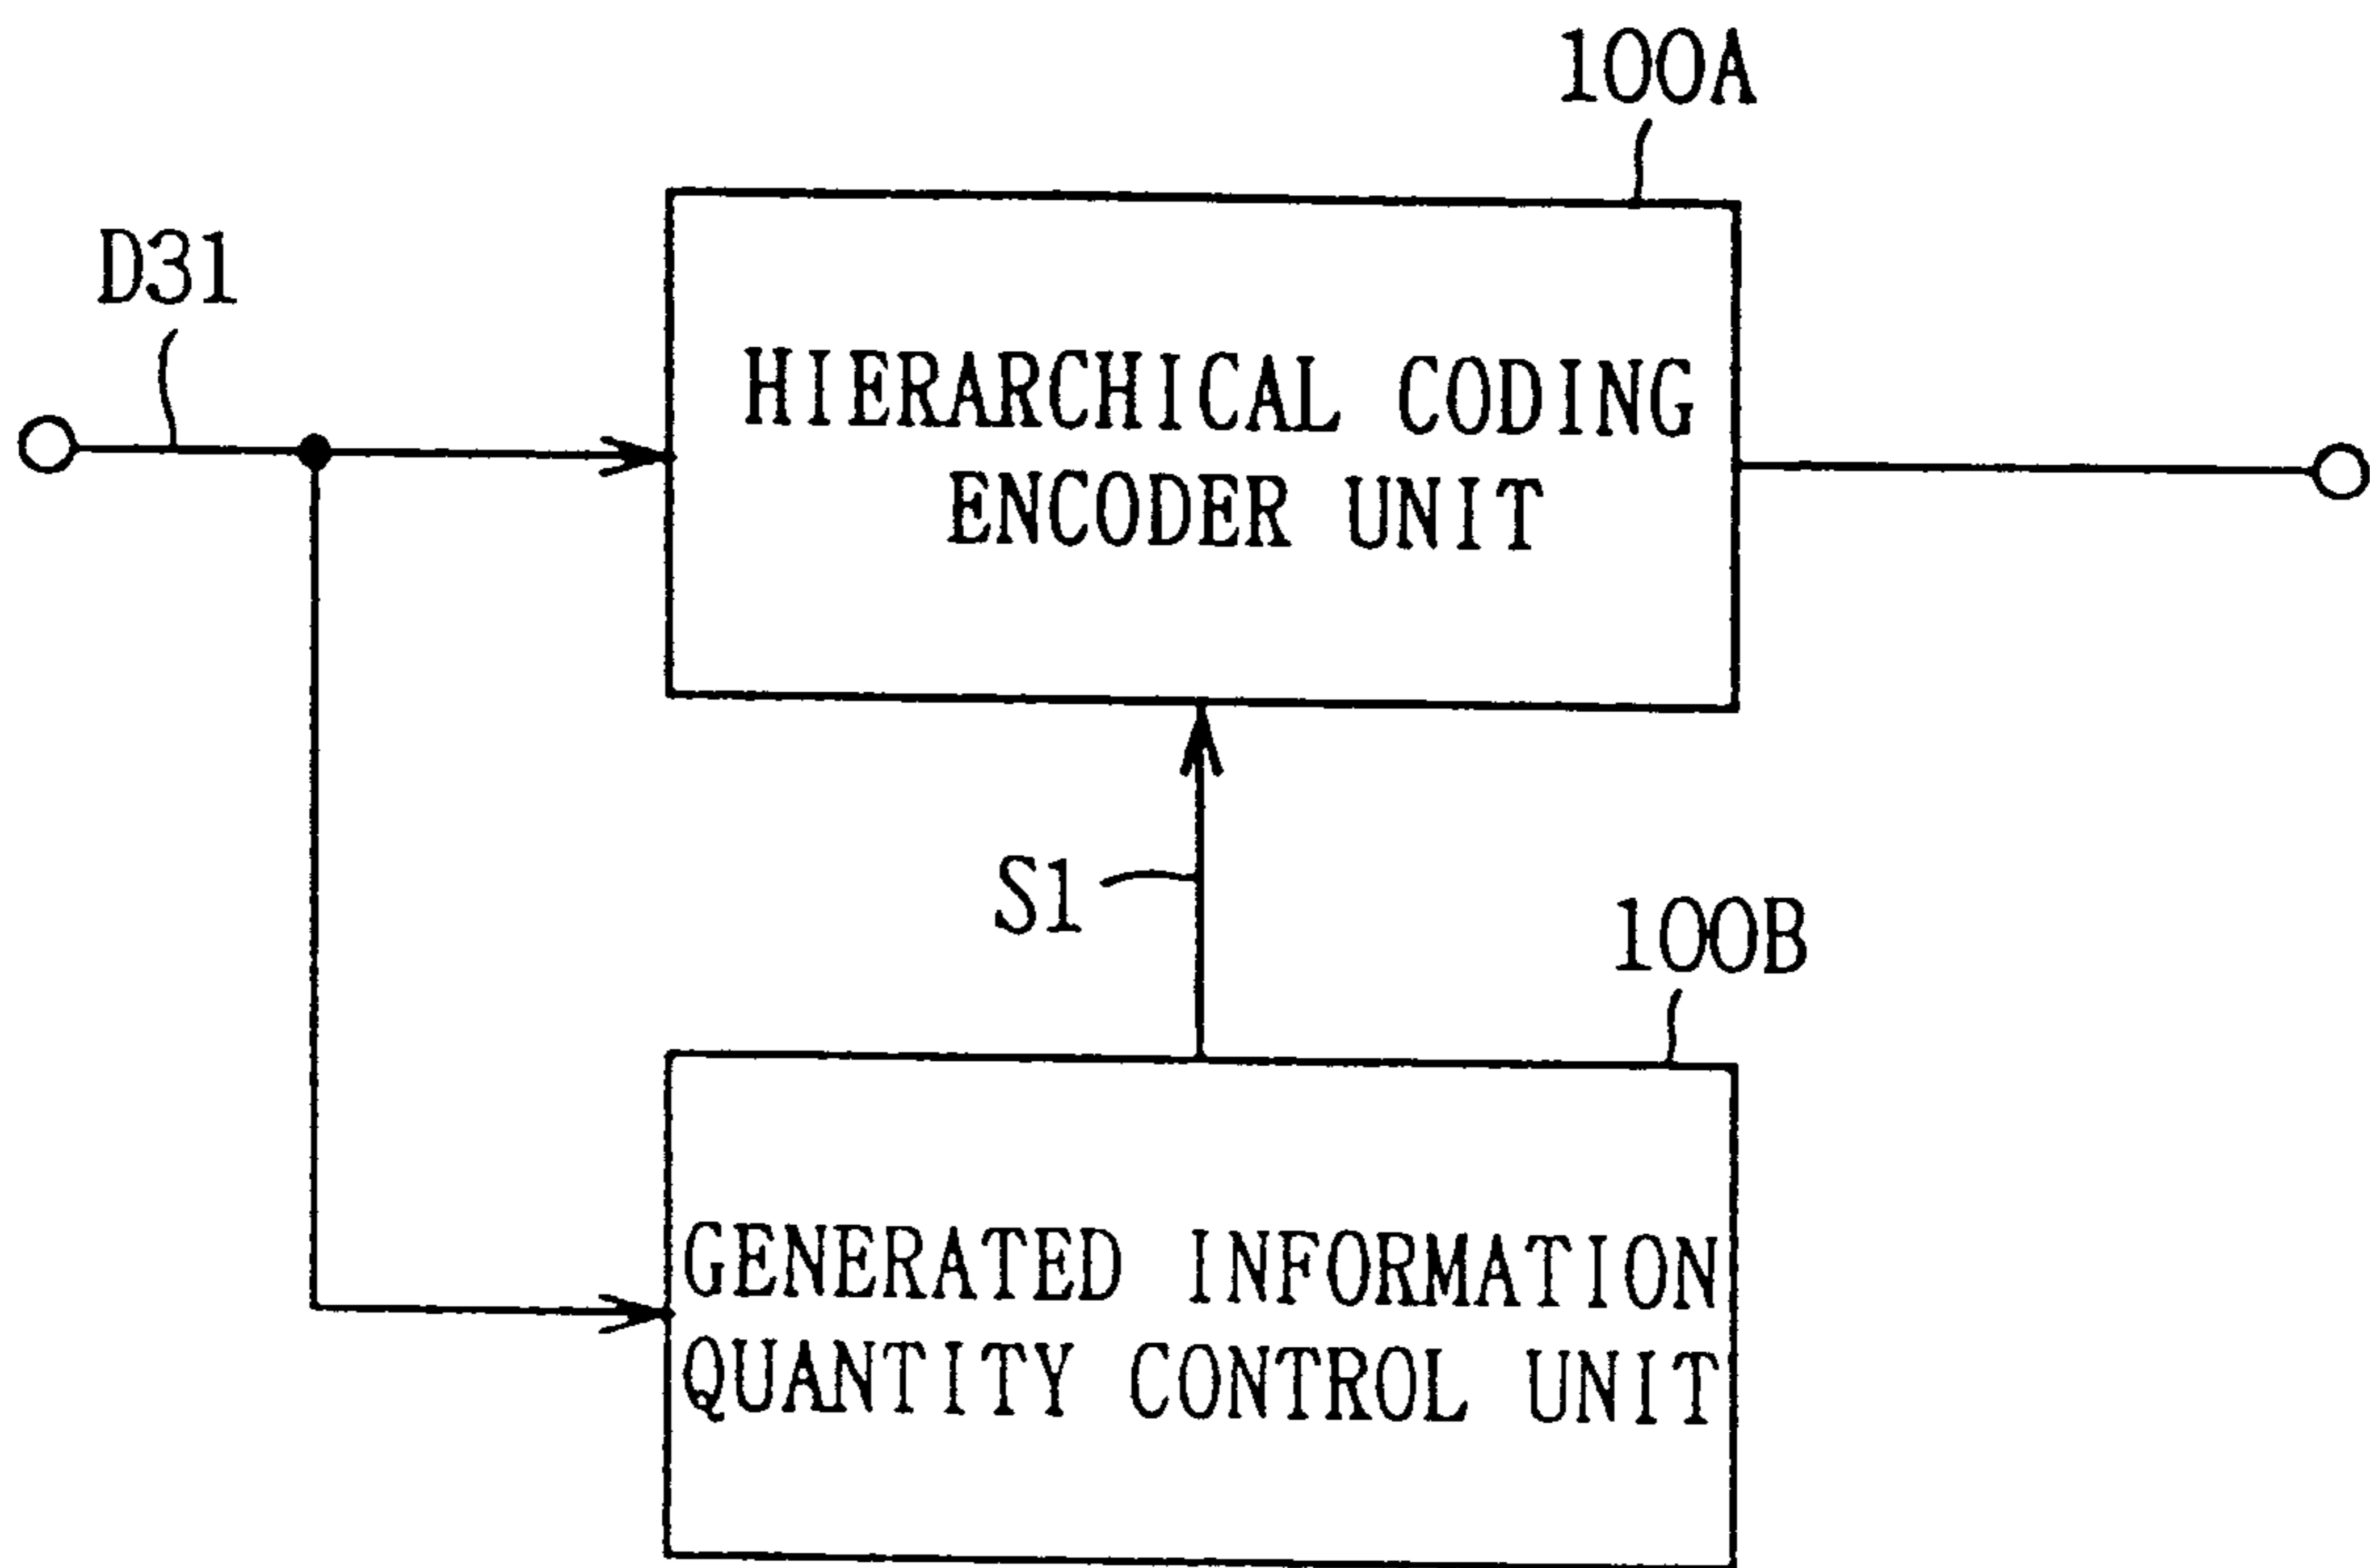 100A
D31
HIERARCHICAL CODING
ENCODER UNIT
S1
100B
GENERATED INFORMATION
QUANTITY CONTROL UNIT